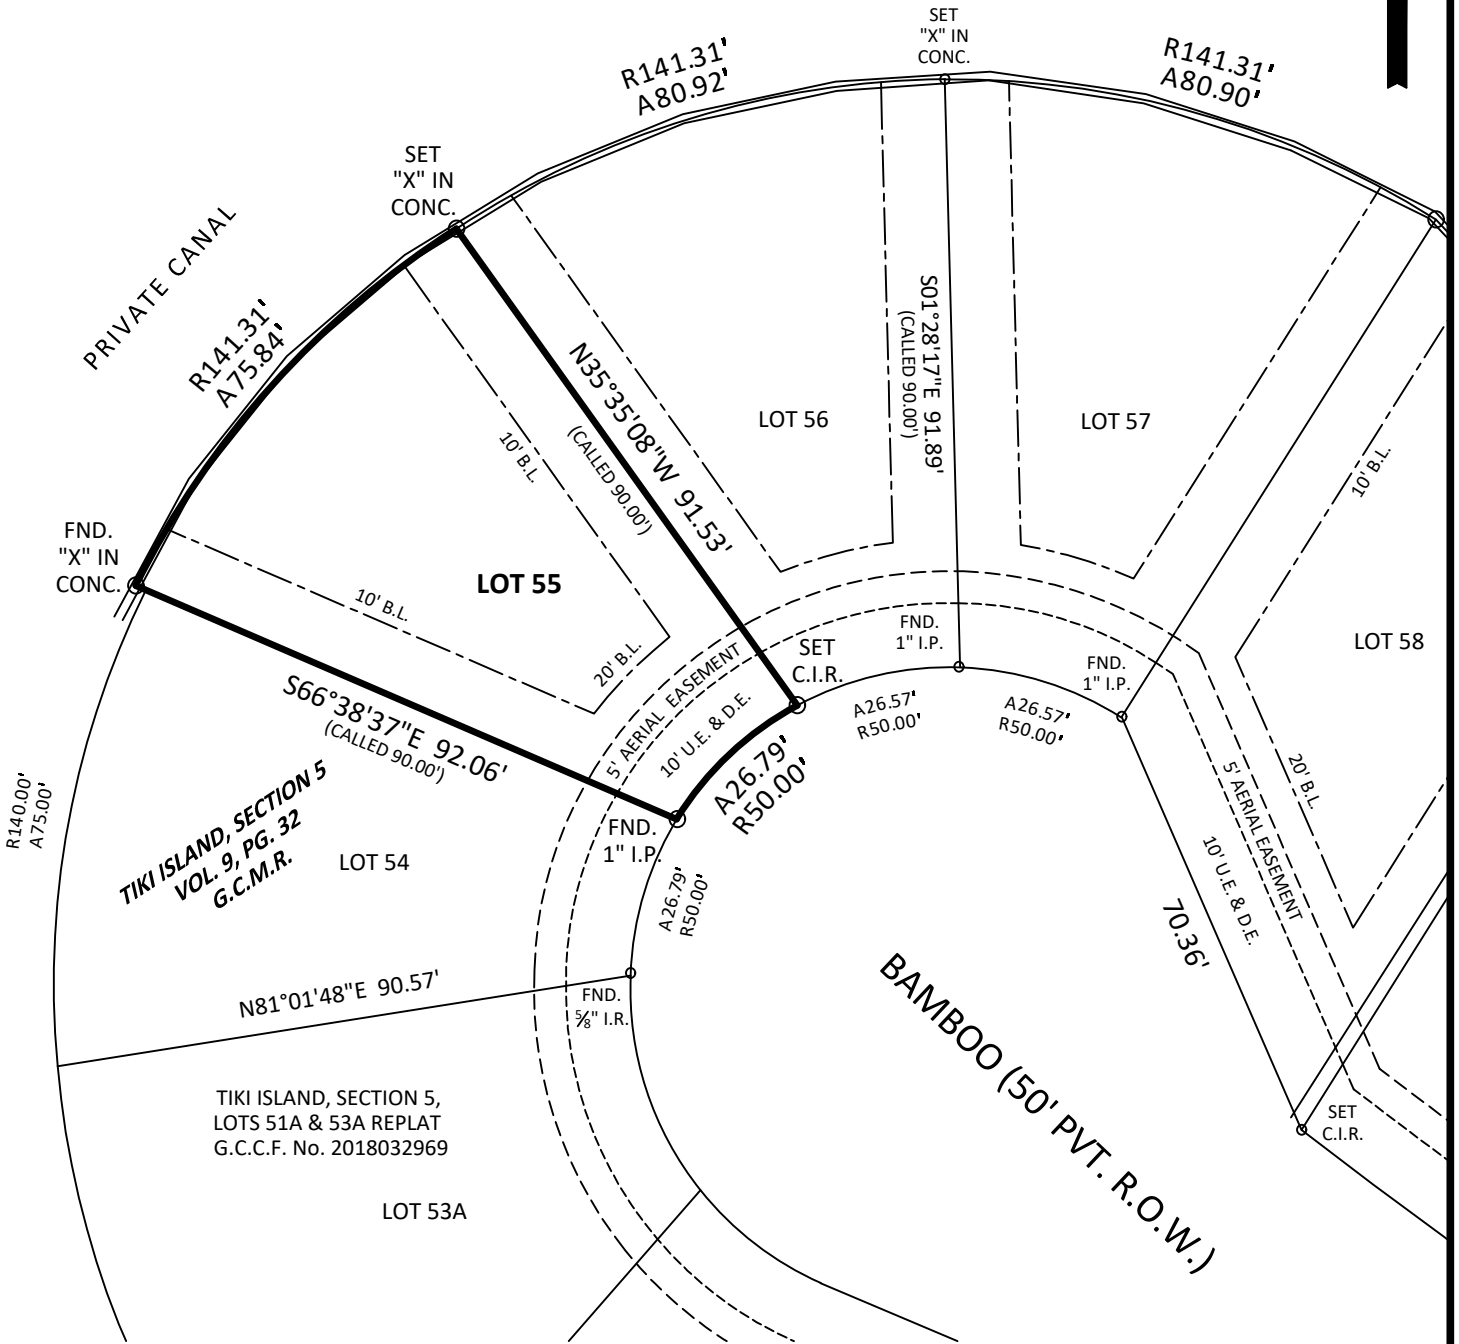 SET
"X" IN
CONC.
R141.31'
A80.92'
R141.31'
A80.90'
SET
"X" IN
CONC.
PRIVATE CANAL
R141.31'
A75.84'
N35°35'08"W 91.53'
(CALLED 90.00')
S01°28'17"E 91.89'
(CALLED 90.00')
LOT 56
LOT 57
10' B.L.
10' B.L.
FND.
"X" IN
CONC.
LOT 55
10' B.L.
20' B.L.
S66°38'37"E 92.06'
(CALLED 90.00')
5' AERIAL EASEMENT
10' U.E. & D.E.
SET
C.I.R.
FND.
1" I.P.
FND.
1" I.P.
LOT 58
A26.79'
R50.00'
A26.57'
R50.00'
A26.57'
R50.00'
R140.00'
A75.00'
TIKI ISLAND, SECTION 5
VOL. 9, PG. 32
G.C.M.R.
LOT 54
FND.
1" I.P.
A26.79'
R50.00'
20' B.L.
5' AERIAL EASEMENT
10' U.E. & D.E.
70.36'
N81°01'48"E 90.57'
FND.
⅝" I.R.
BAMBOO (50' PVT. R.O.W.)
TIKI ISLAND, SECTION 5,
LOTS 51A & 53A REPLAT
G.C.C.F. No. 2018032969
LOT 53A
SET
C.I.R.